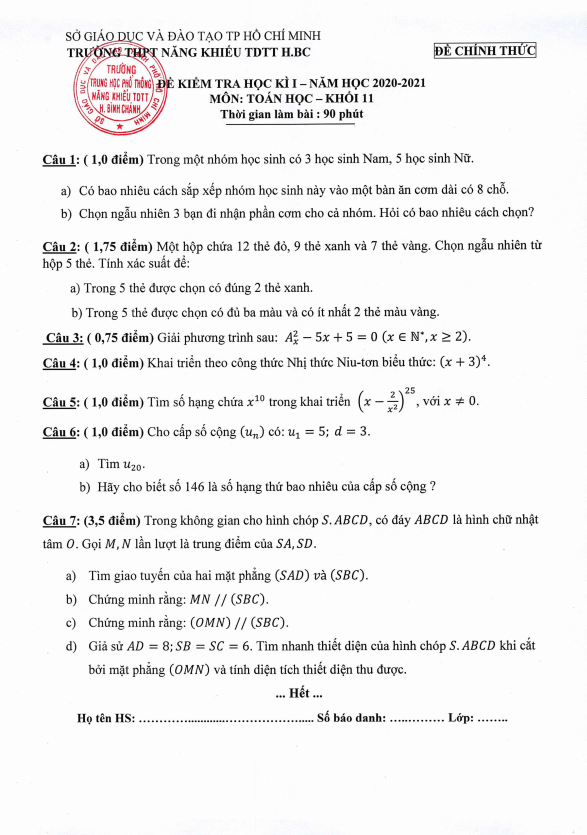 SỞ GIÁO DỤC VÀ ĐÀO TẠO TP HỒ CHÍ MINH
TRƯỜNG THPT NĂNG KHIẾU TDTT H.BC
ĐỀ CHÍNH THỨC
SỞ GIÁO DỤC VÀ ĐÀO TẠO TP HỒ CHÍ MINH
TRƯỜNG
TRUNG HỌC PHỔ THÔNG
NĂNG KHIẾU TDTT
H. BÌNH CHÁNH
ĐỀ KIỂM TRA HỌC KÌ I – NĂM HỌC 2020-2021
MÔN: TOÁN HỌC – KHỐI 11
Thời gian làm bài : 90 phút
Câu 1: ( 1,0 điểm) Trong một nhóm học sinh có 3 học sinh Nam, 5 học sinh Nữ.
a) Có bao nhiêu cách sắp xếp nhóm học sinh này vào một bàn ăn cơm dài có 8 chỗ.
b) Chọn ngẫu nhiên 3 bạn đi nhận phần cơm cho cả nhóm. Hỏi có bao nhiêu cách chọn?
Câu 2: ( 1,75 điểm) Một hộp chứa 12 thẻ đỏ, 9 thẻ xanh và 7 thẻ vàng. Chọn ngẫu nhiên từ
hộp 5 thẻ. Tính xác suất để:
a) Trong 5 thẻ được chọn có đúng 2 thẻ xanh.
b) Trong 5 thẻ được chọn có đủ ba màu và có ít nhất 2 thẻ màu vàng.
Câu 3: ( 0,75 điểm) Giải phương trình sau: A²ₓ − 5x + 5 = 0 (x ∈ ℕ*, x ≥ 2).
Câu 4: ( 1,0 điểm) Khai triển theo công thức Nhị thức Niu-tơn biểu thức: (x + 3)⁴.
Câu 5: ( 1,0 điểm) Tìm số hạng chứa x¹⁰ trong khai triển (x − 2/x²)²⁵, với x ≠ 0.
Câu 6: ( 1,0 điểm) Cho cấp số cộng (uₙ) có: u₁ = 5; d = 3.
a) Tìm u₂₀.
b) Hãy cho biết số 146 là số hạng thứ bao nhiêu của cấp số cộng ?
Câu 7: (3,5 điểm) Trong không gian cho hình chóp S.ABCD, có đáy ABCD là hình chữ nhật
tâm O. Gọi M, N lần lượt là trung điểm của SA, SD.
a) Tìm giao tuyến của hai mặt phẳng (SAD) và (SBC).
b) Chứng minh rằng: MN // (SBC).
c) Chứng minh rằng: (OMN) // (SBC).
d) Giả sử AD = 8; SB = SC = 6. Tìm nhanh thiết diện của hình chóp S.ABCD khi cắt
bởi mặt phẳng (OMN) và tính diện tích thiết diện thu được.
... Hết ...
Họ tên HS: ………….............…………………..... Số báo danh: …..……… Lớp: ……..